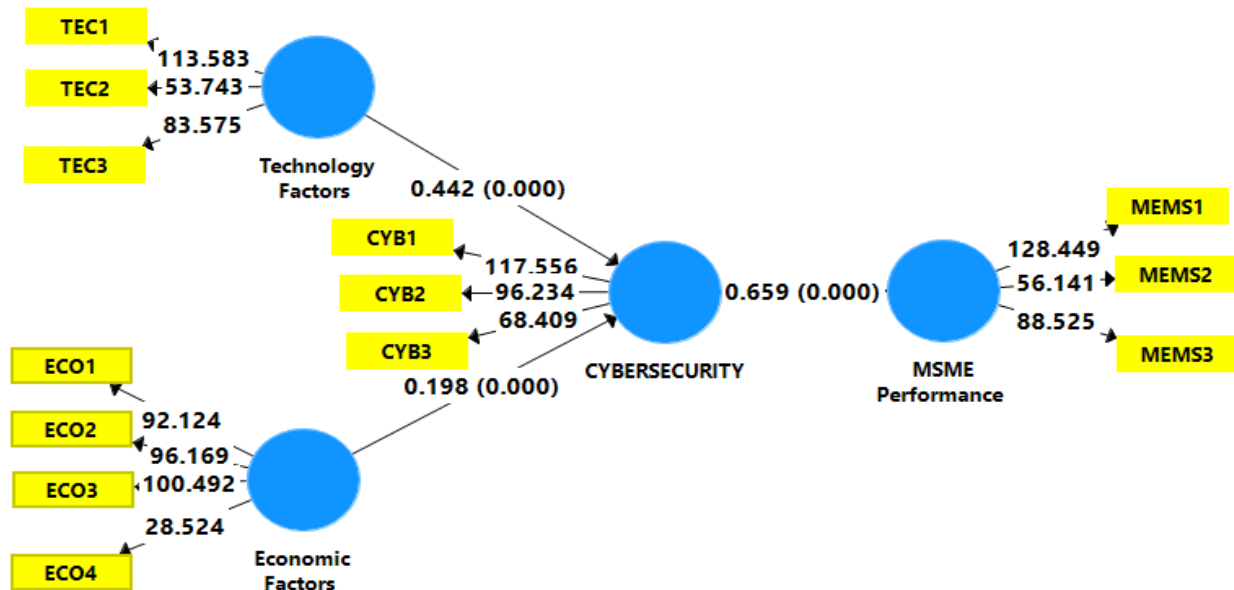 TEC1
113.583
TEC2
53.743
83.575
TEC3
Technology
Factors
0.442 (0.000)
CYB1
117.556
CYB2
96.234
68.409
CYB3
CYBERSECURITY
0.659 (0.000)
MSME
Performance
MEMS1
128.449
MEMS2
56.141
88.525
MEMS3
0.198 (0.000)
ECO1
92.124
ECO2
96.169
ECO3
100.492
28.524
ECO4
Economic
Factors